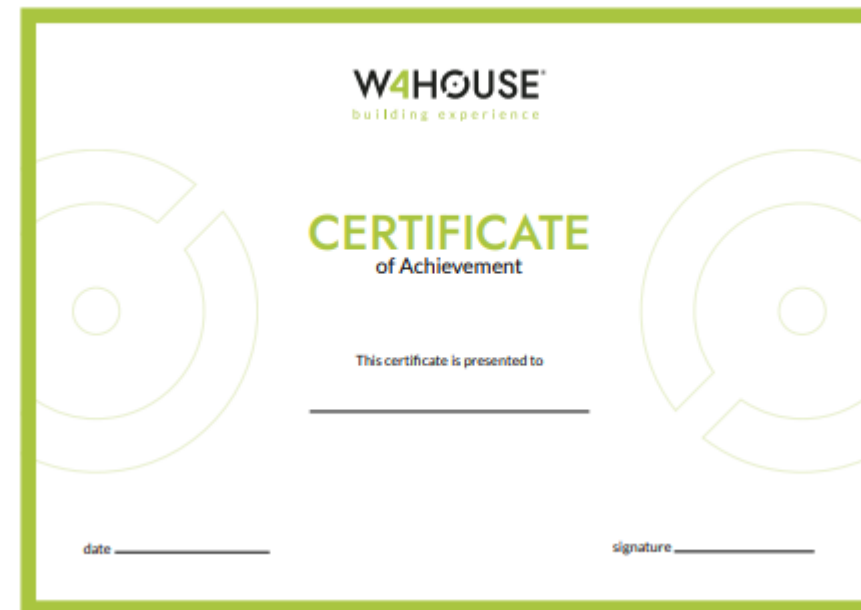 W4HOUSE®
building experience
CERTIFICATE
of Achievement
This certificate is presented to
date
signature